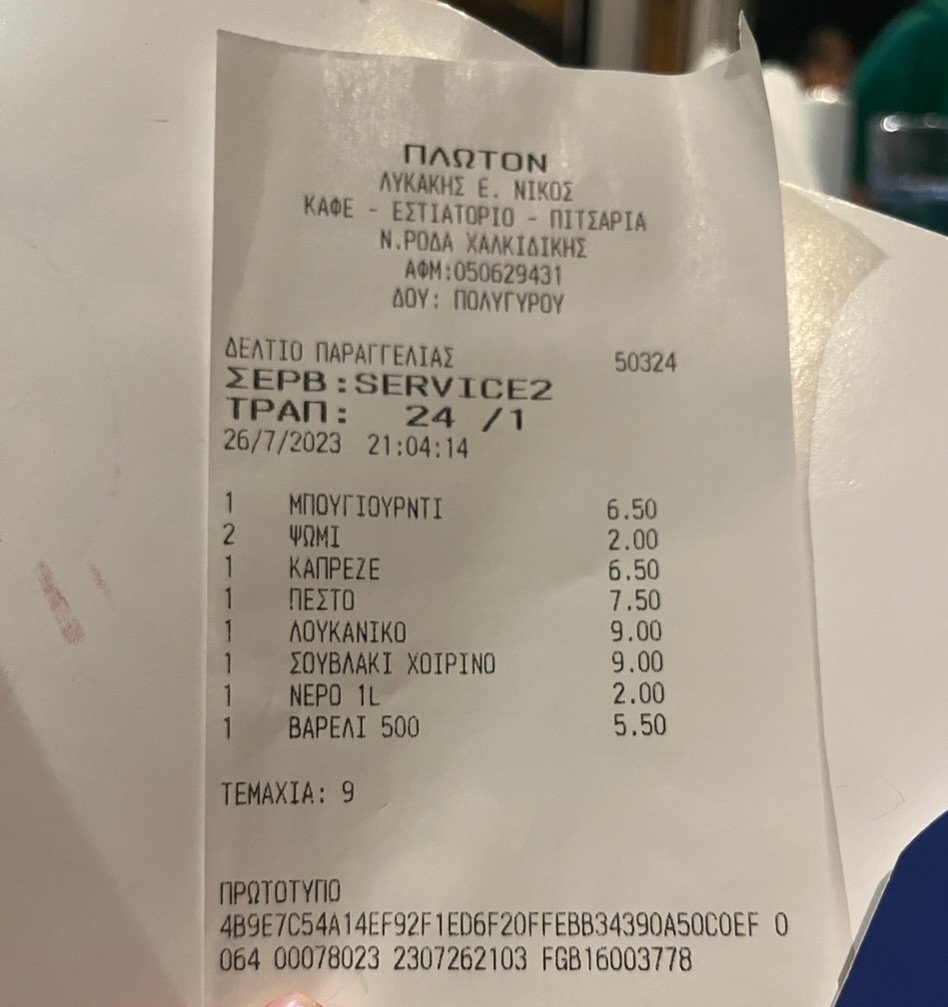 ΠΛΩΤΟΝ
ΛΥΚΑΚΗΣ Ε. ΝΙΚΟΣ
ΚΑΦΕ - ΕΣΤΙΑΤΟΡΙΟ - ΠΙΤΣΑΡΙΑ
Ν.ΡΟΔΑ ΧΑΛΚΙΔΙΚΗΣ
ΑΦΜ:050629431
ΔΟΥ: ΠΟΛΥΓΥΡΟΥ
ΔΕΛΤΙΟ ΠΑΡΑΓΓΕΛΙΑΣ 50324
ΣΕΡΒ:SERVICE2
ΤΡΑΠ: 24 /1
26/7/2023 21:04:14
1 ΜΠΟΥΓΙΟΥΡΝΤΙ 6.50
2 ΨΩΜΙ 2.00
1 ΚΑΠΡΕΖΕ 6.50
1 ΠΕΣΤΟ 7.50
1 ΛΟΥΚΑΝΙΚΟ 9.00
1 ΣΟΥΒΛΑΚΙ ΧΟΙΡΙΝΟ 9.00
1 ΝΕΡΟ 1L 2.00
1 ΒΑΡΕΛΙ 500 5.50
ΤΕΜΑΧΙΑ: 9
ΠΡΩΤΟΤΥΠΟ
4B9E7C54A14EF92F1ED6F20FFEBB34390A50C0EF 0
064 00078023 2307262103 FGB16003778